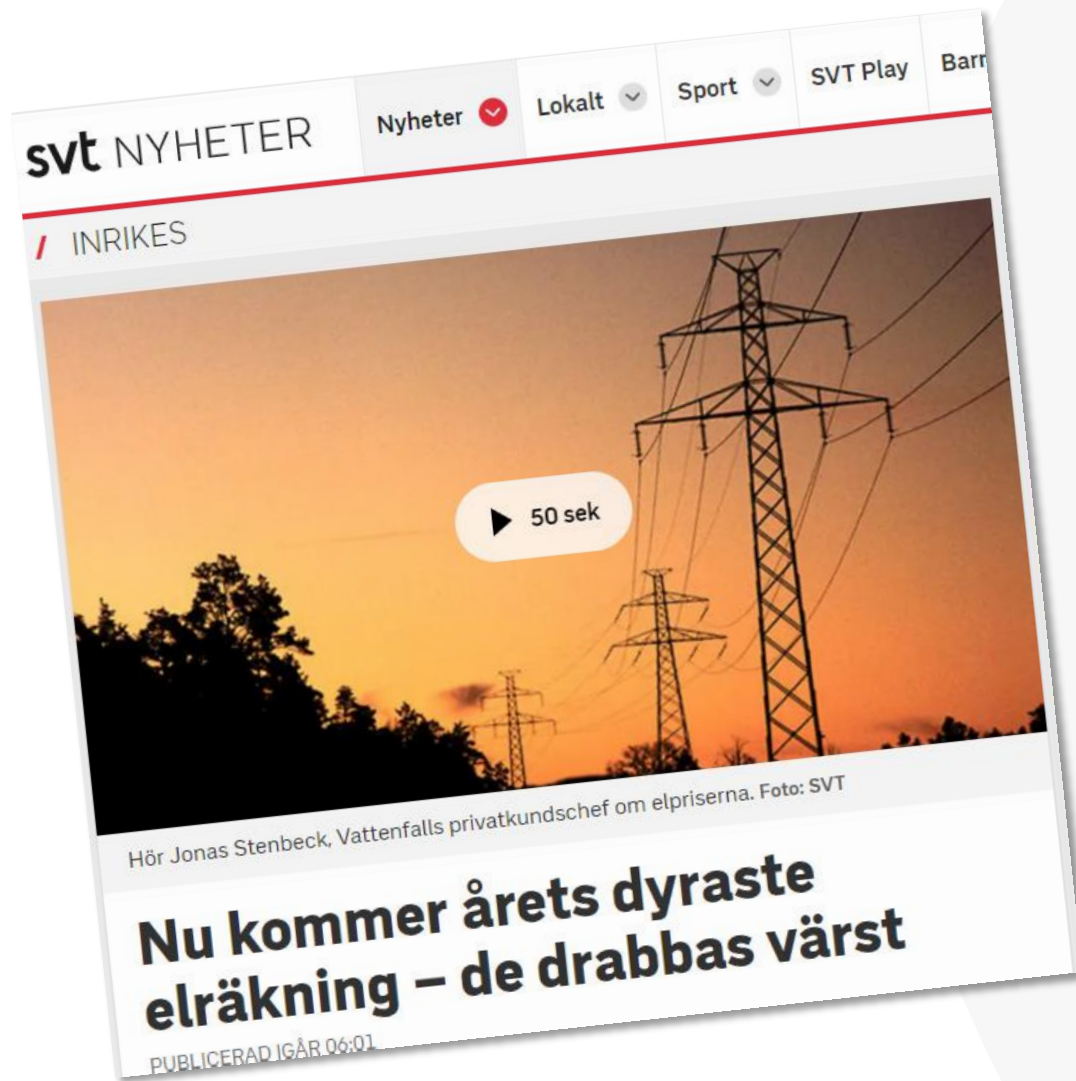 svt NYHETER
Nyheter
Lokalt
Sport
SVT Play
/ INRIKES
50 sek
Hör Jonas Stenbeck, Vattenfalls privatkundschef om elpriserna. Foto: SVT
Nu kommer årets dyraste
elräkning – de drabbas värst
PUBLICERAD IGÅR 06:01